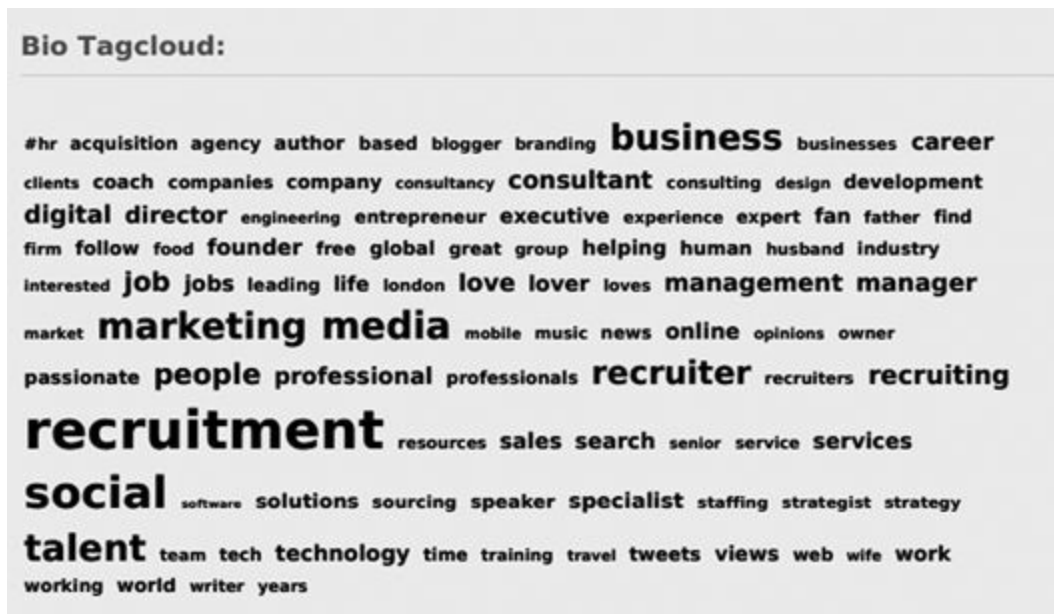 Bio Tagcloud:
#hr acquisition agency author based blogger branding business businesses career
clients coach companies company consultancy consultant consulting design development
digital director engineering entrepreneur executive experience expert fan father find
firm follow food founder free global great group helping human husband industry
interested job jobs leading life london love lover loves management manager
market marketing media mobile music news online opinions owner
passionate people professional professionals recruiter recruiters recruiting
recruitment resources sales search senior service services
social software solutions sourcing speaker specialist staffing strategist strategy
talent team tech technology time training travel tweets views web wife work
working world writer years